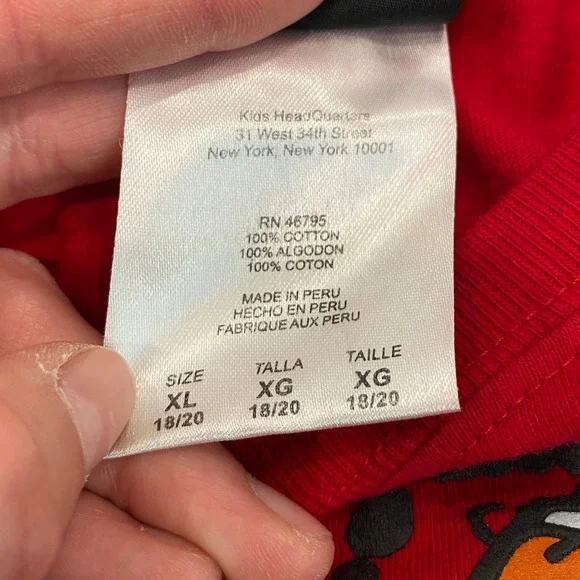 Kids HeadQuarters
31 West 34th Street
New York, New York 10001
RN 46795
100% COTTON
100% ALGODON
100% COTON
MADE IN PERU
HECHO EN PERU
FABRIQUE AUX PERU
SIZE TALLA TAILLE
XL XG XG
18/20 18/20 18/20